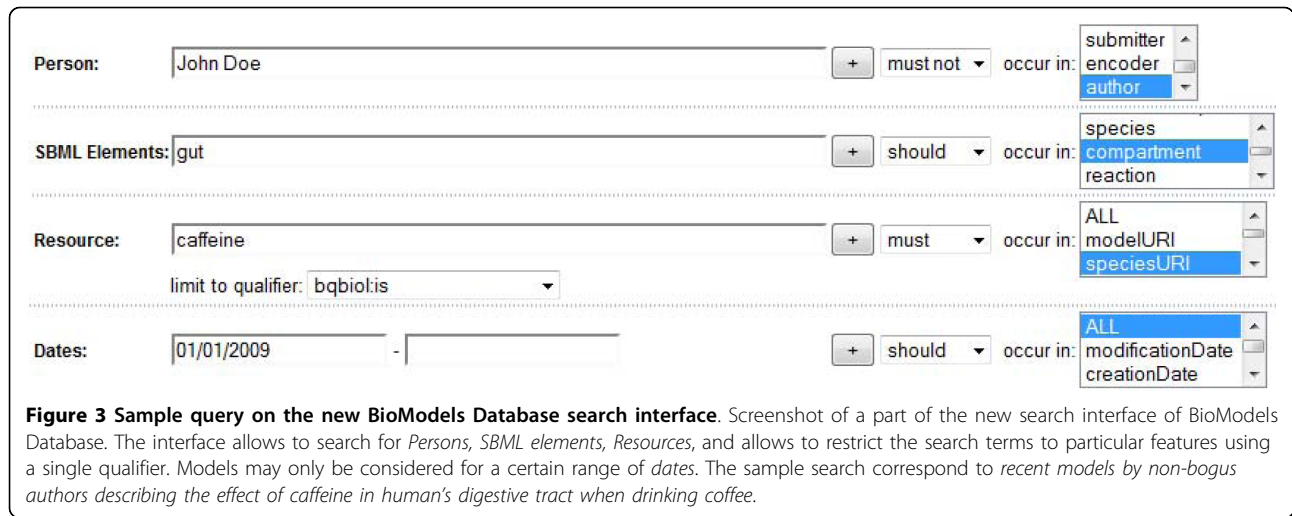 Person: John Doe + must not occur in: submitter encoder author
SBML Elements: gut + should occur in: species compartment reaction
Resource: caffeine + must occur in: ALL modelURI speciesURI
limit to qualifier: bqbiol:is
Dates: 01/01/2009 - + should occur in: ALL modificationDate creationDate
Figure 3 Sample query on the new BioModels Database search interface. Screenshot of a part of the new search interface of BioModels
Database. The interface allows to search for Persons, SBML elements, Resources, and allows to restrict the search terms to particular features using
a single qualifier. Models may only be considered for a certain range of dates. The sample search correspond to recent models by non-bogus
authors describing the effect of caffeine in human's digestive tract when drinking coffee.